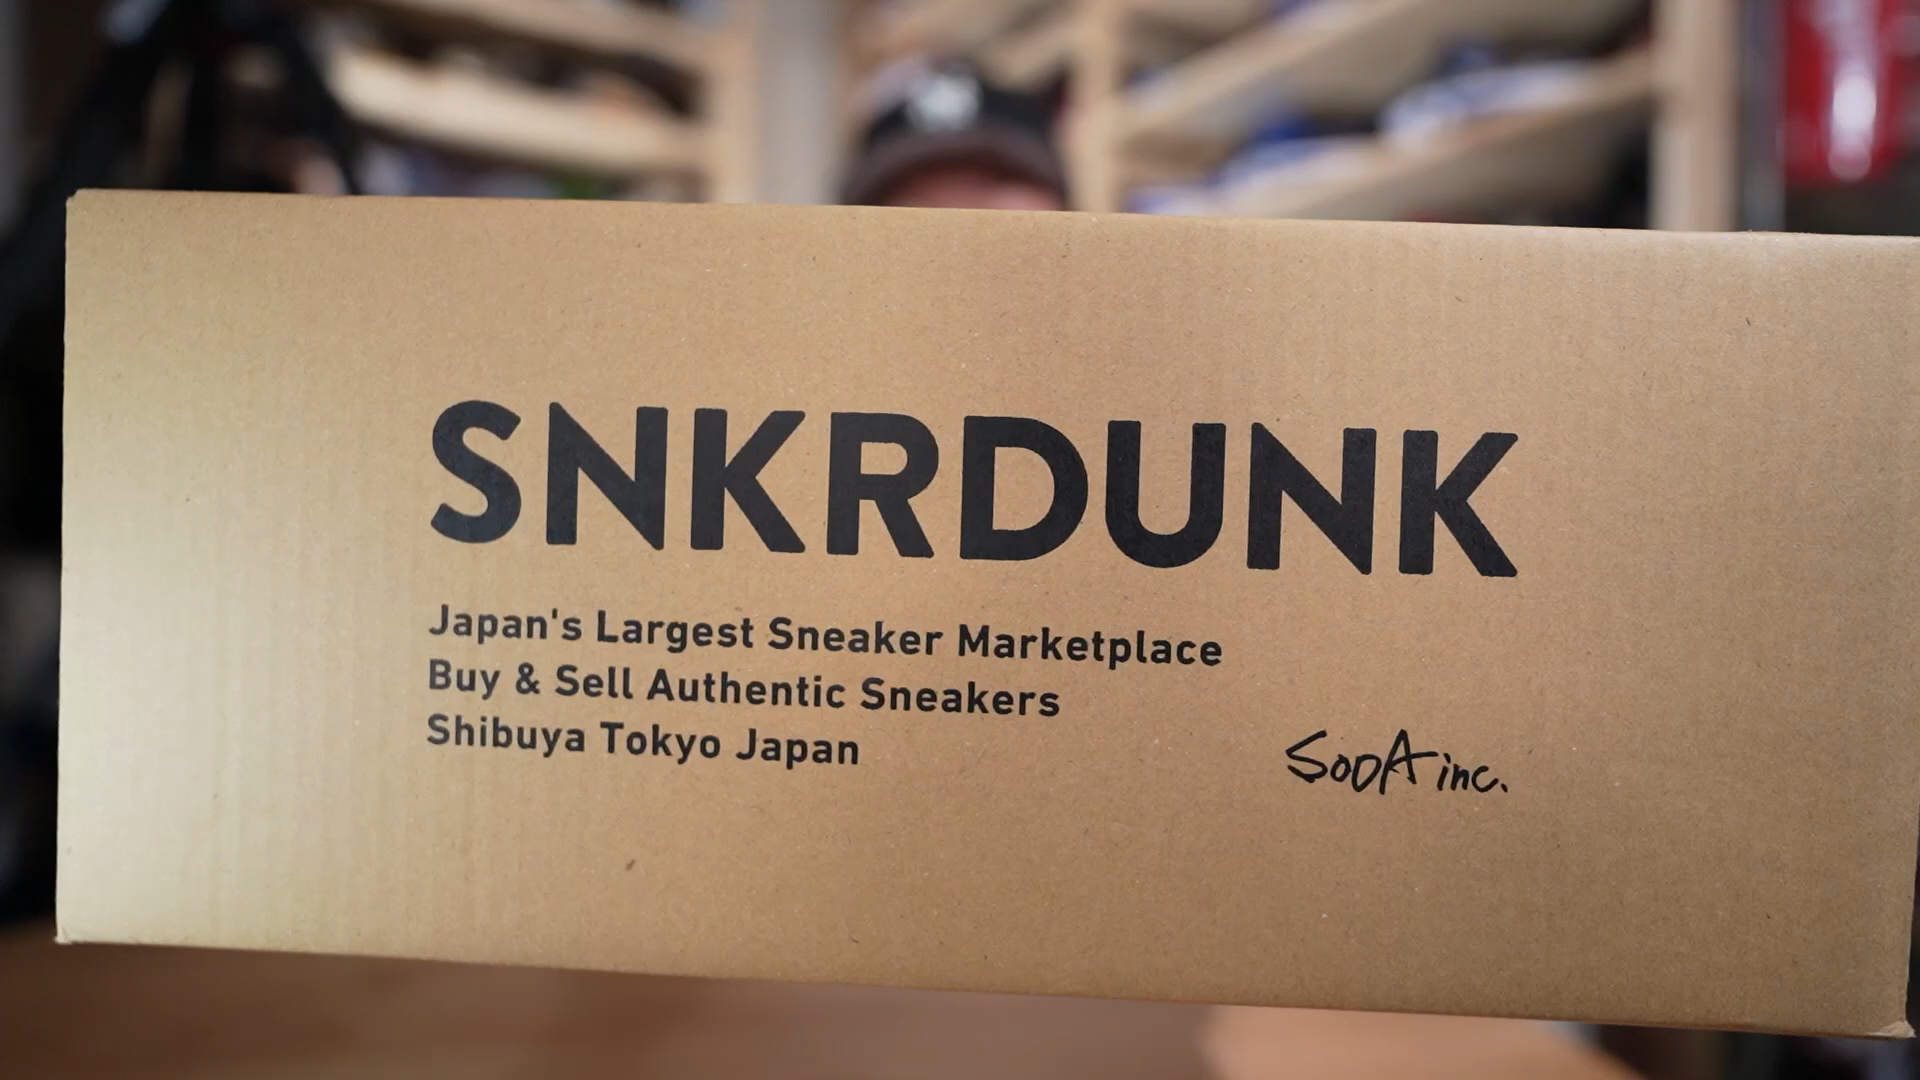 SNKRDUNK
Japan's Largest Sneaker Marketplace
Buy & Sell Authentic Sneakers
Shibuya Tokyo Japan
SODA inc.